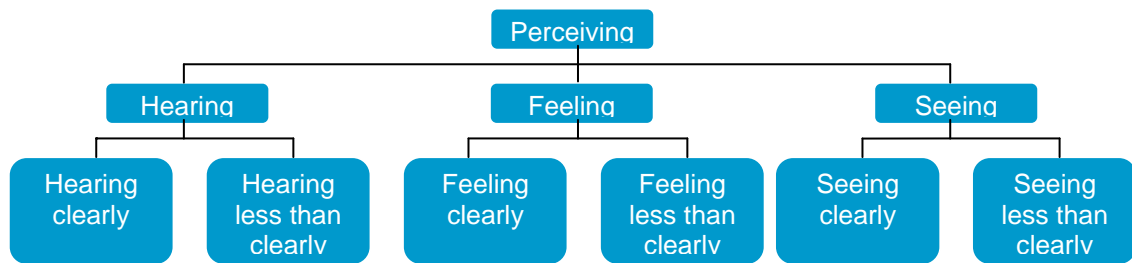 Perceiving
Hearing
Feeling
Seeing
Hearing
clearly
Hearing
less than
clearly
Feeling
clearly
Feeling
less than
clearly
Seeing
clearly
Seeing
less than
clearly